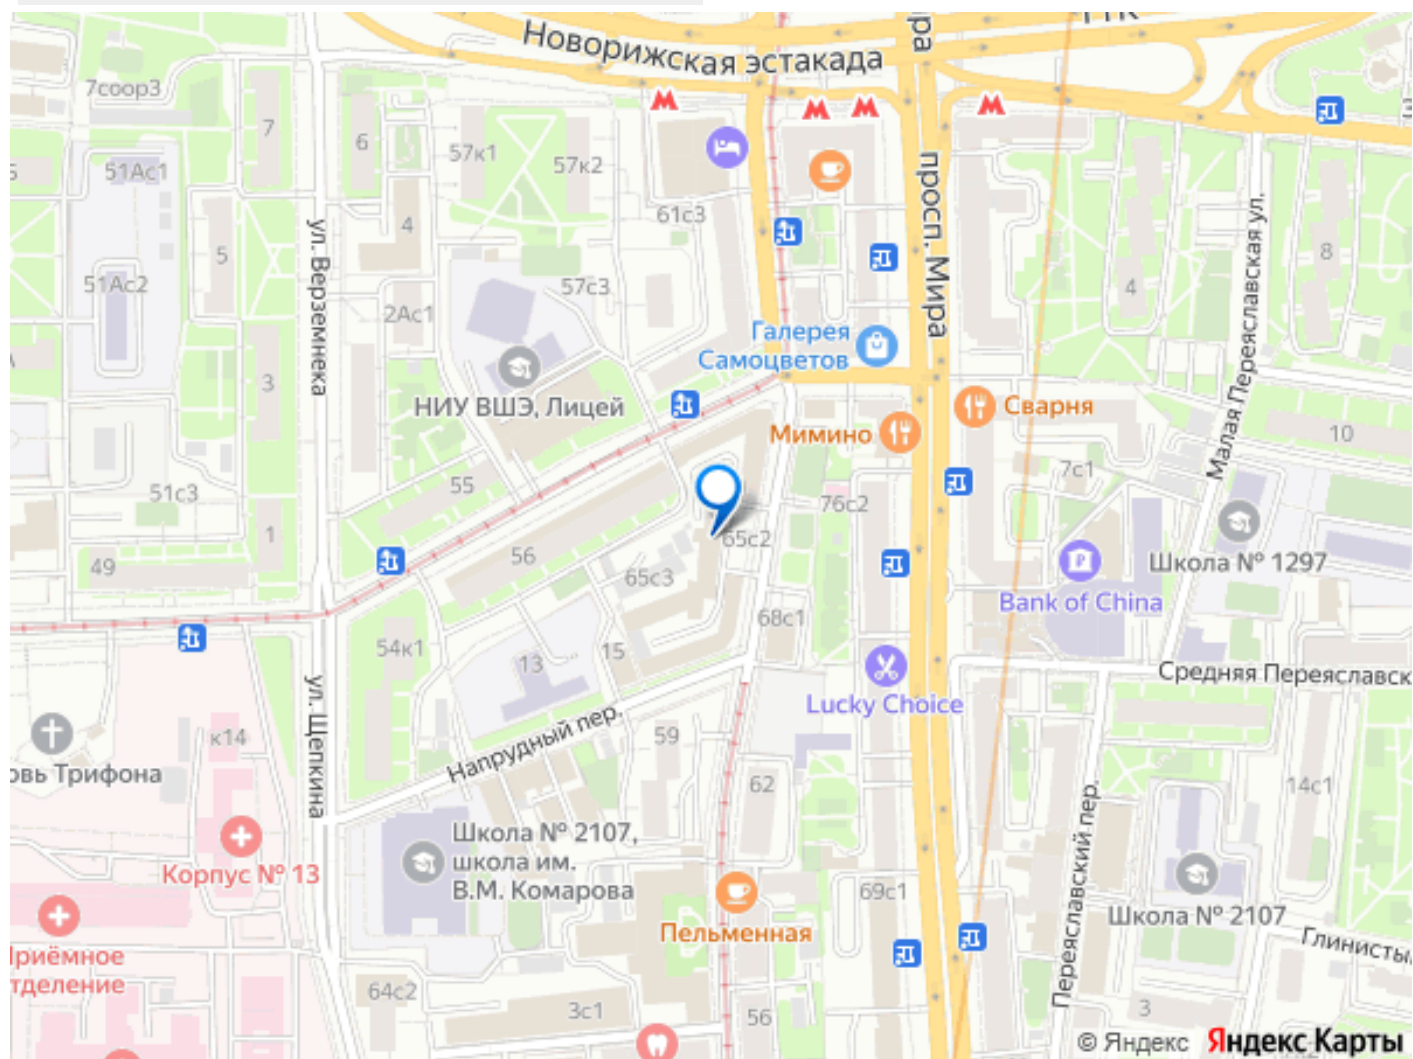 Новорижская эстакада
7соор3
7
6
57к1
57к2
51Ас1
61с3
4
5
просп. Мира
ул. Верземнека
Малая Переяславская ул.
8
51Ас2
57с3
2Ас1
4
Галерея
Самоцветов
3
НИУ ВШЭ, Лицей
Сварня
Мимино
10
7с1
55
51с3
76с2
1
56
65с2
49
65с3
Школа № 1297
Bank of China
68с1
54к1
15
13
Средняя Переяславск
Lucky Choice
ул. Щепкина
Напрудный пер.
59
к14
овь Трифона
62
14с1
Переяславский пер.
Школа № 2107,
школа им.
В.М. Комарова
Корпус № 13
69с1
Школа № 2107
Пельменная
Глинисты
Приёмное
тделение
64с2
3с1
56
3
© Яндекс Яндекс Карты